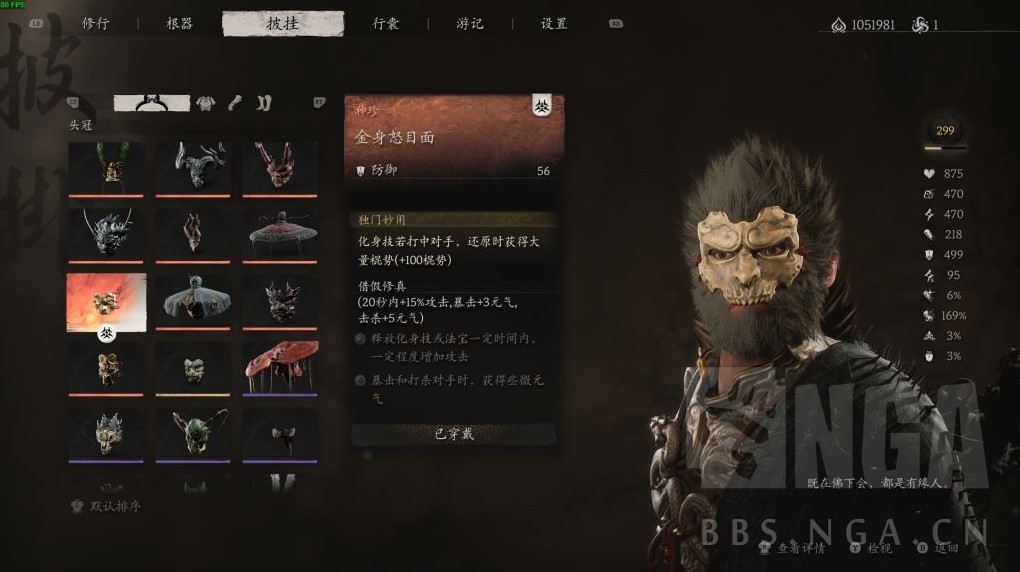 80 FPS
LB 修行 根器 披挂 行囊 游记 设置 RB
1051981 1
披挂
LT RT
头冠
神珍
金身怒目面
防御 56
独门妙用
化身技若打中对手，还原时获得大
量棍势(+100棍势)
借假修真
(20秒内+15%攻击,暴击+3元气,
击杀+5元气)
释放化身技或法宝一定时间内，
一定程度增加攻击
暴击和打杀对手时，获得些微元
气
已穿戴
299
875
470
470
218
499
95
6%
169%
3%
3%
默认排序
NGA
既在佛下会，都是有缘人。
BBS.NGA.CN
查看详情 Y 检视 B 返回